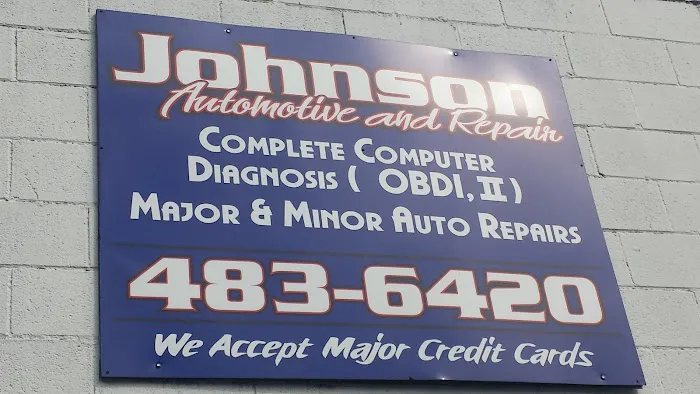 Johnson
Automotive and Repair
Complete Computer
Diagnosis ( OBDI, II )
Major & Minor Auto Repairs
483-6420
We Accept Major Credit Cards